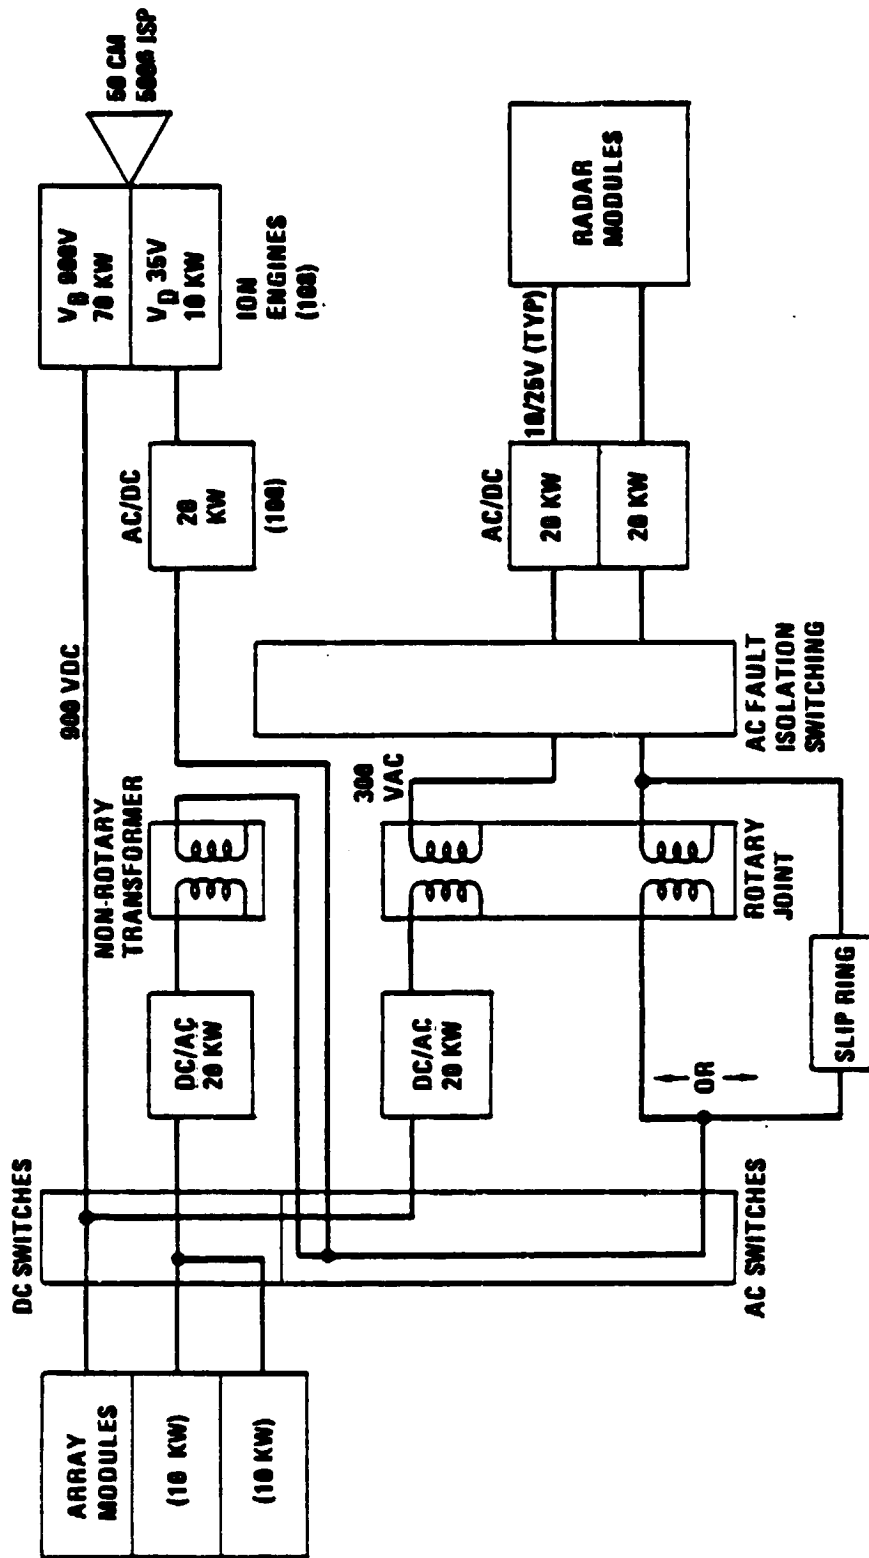 ARRAY
MODULES
(10 KW)
(10 KW)
DC SWITCHES
AC SWITCHES
DC/AC
20 KW
NON-ROTARY
TRANSFORMER
900 VDC
DC/AC
20 KW
OR
SLIP RING
300
VAC
ROTARY
JOINT
AC FAULT
ISOLATION
SWITCHING
AC/DC
20
KW
(100)
AC/DC
20 KW
20 KW
10/25V (TYP)
VB 900V
70 KW
VD 35V
10 KW
ION
ENGINES
(100)
50 CM
ISP
RADAR
MODULES